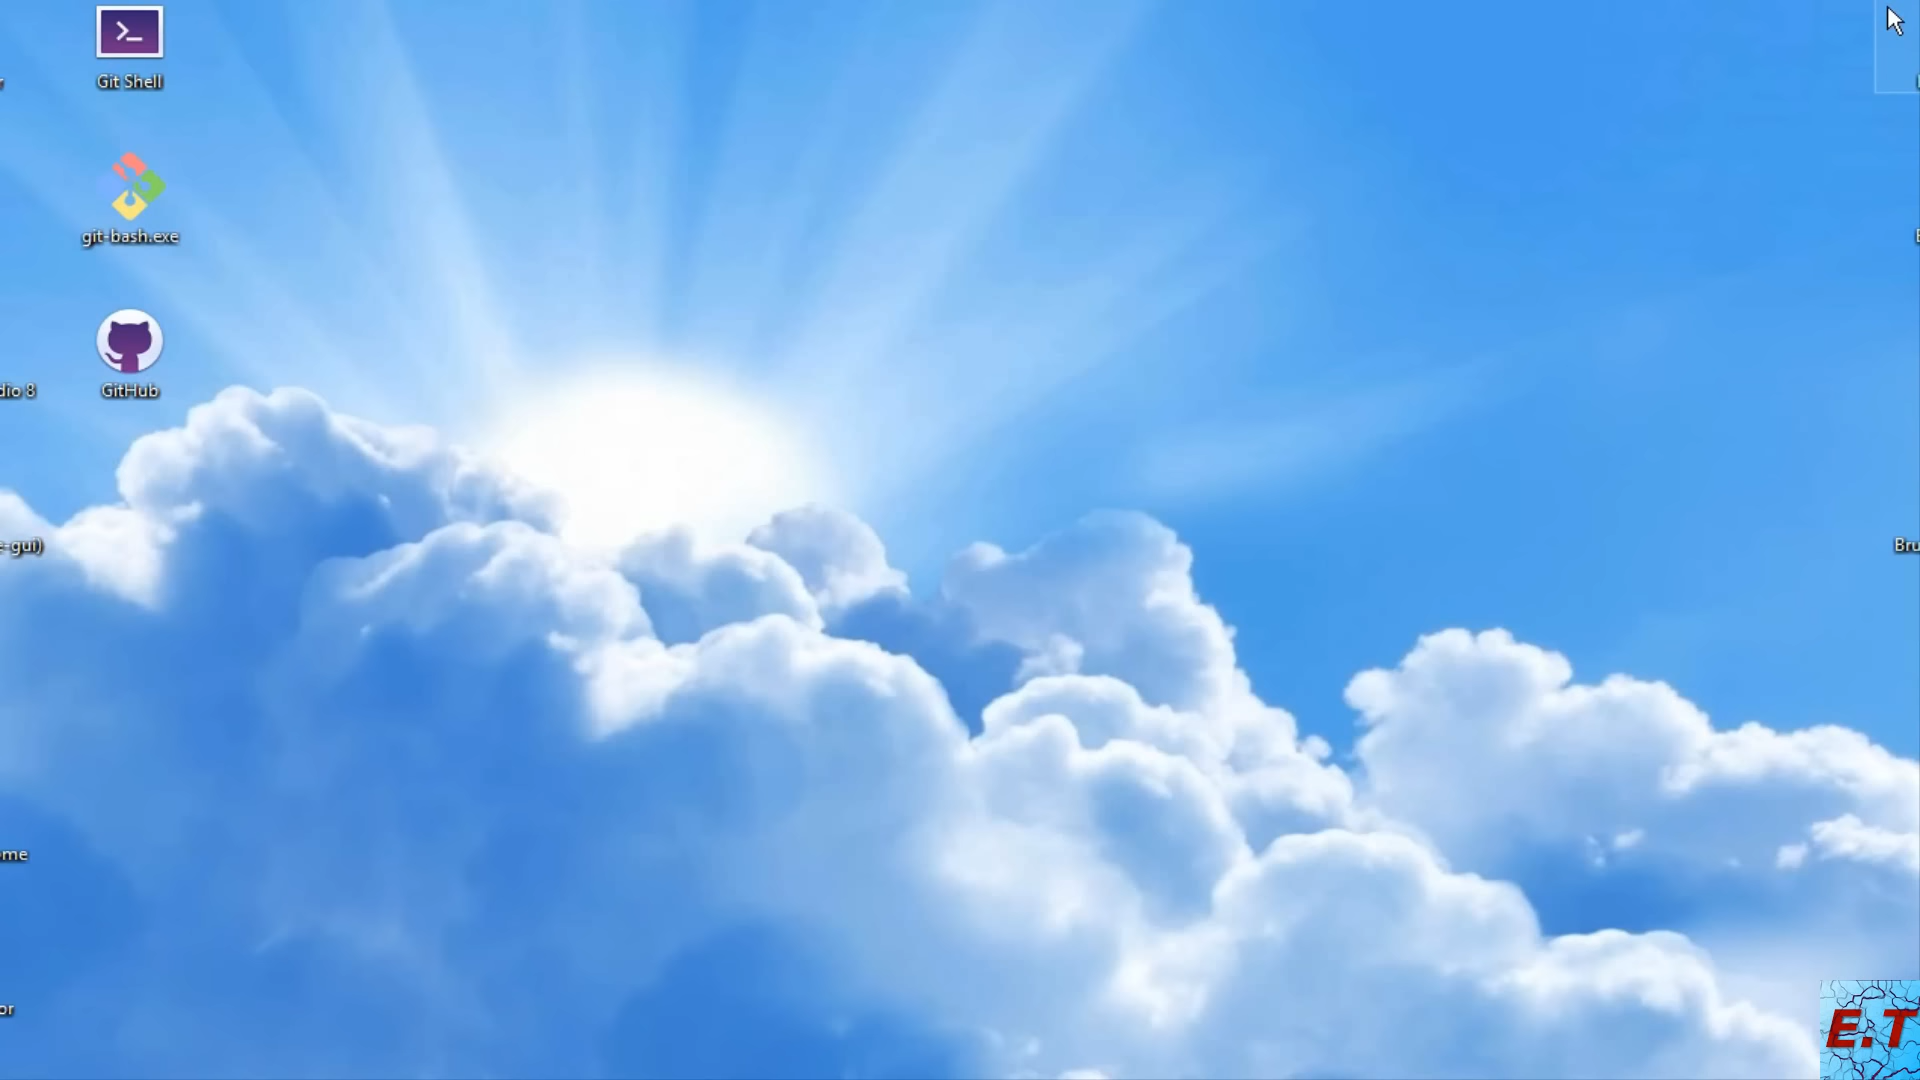 Git Shell
git-bash.exe
dio 8
GitHub
-gui)
Bru
me
or
E.T